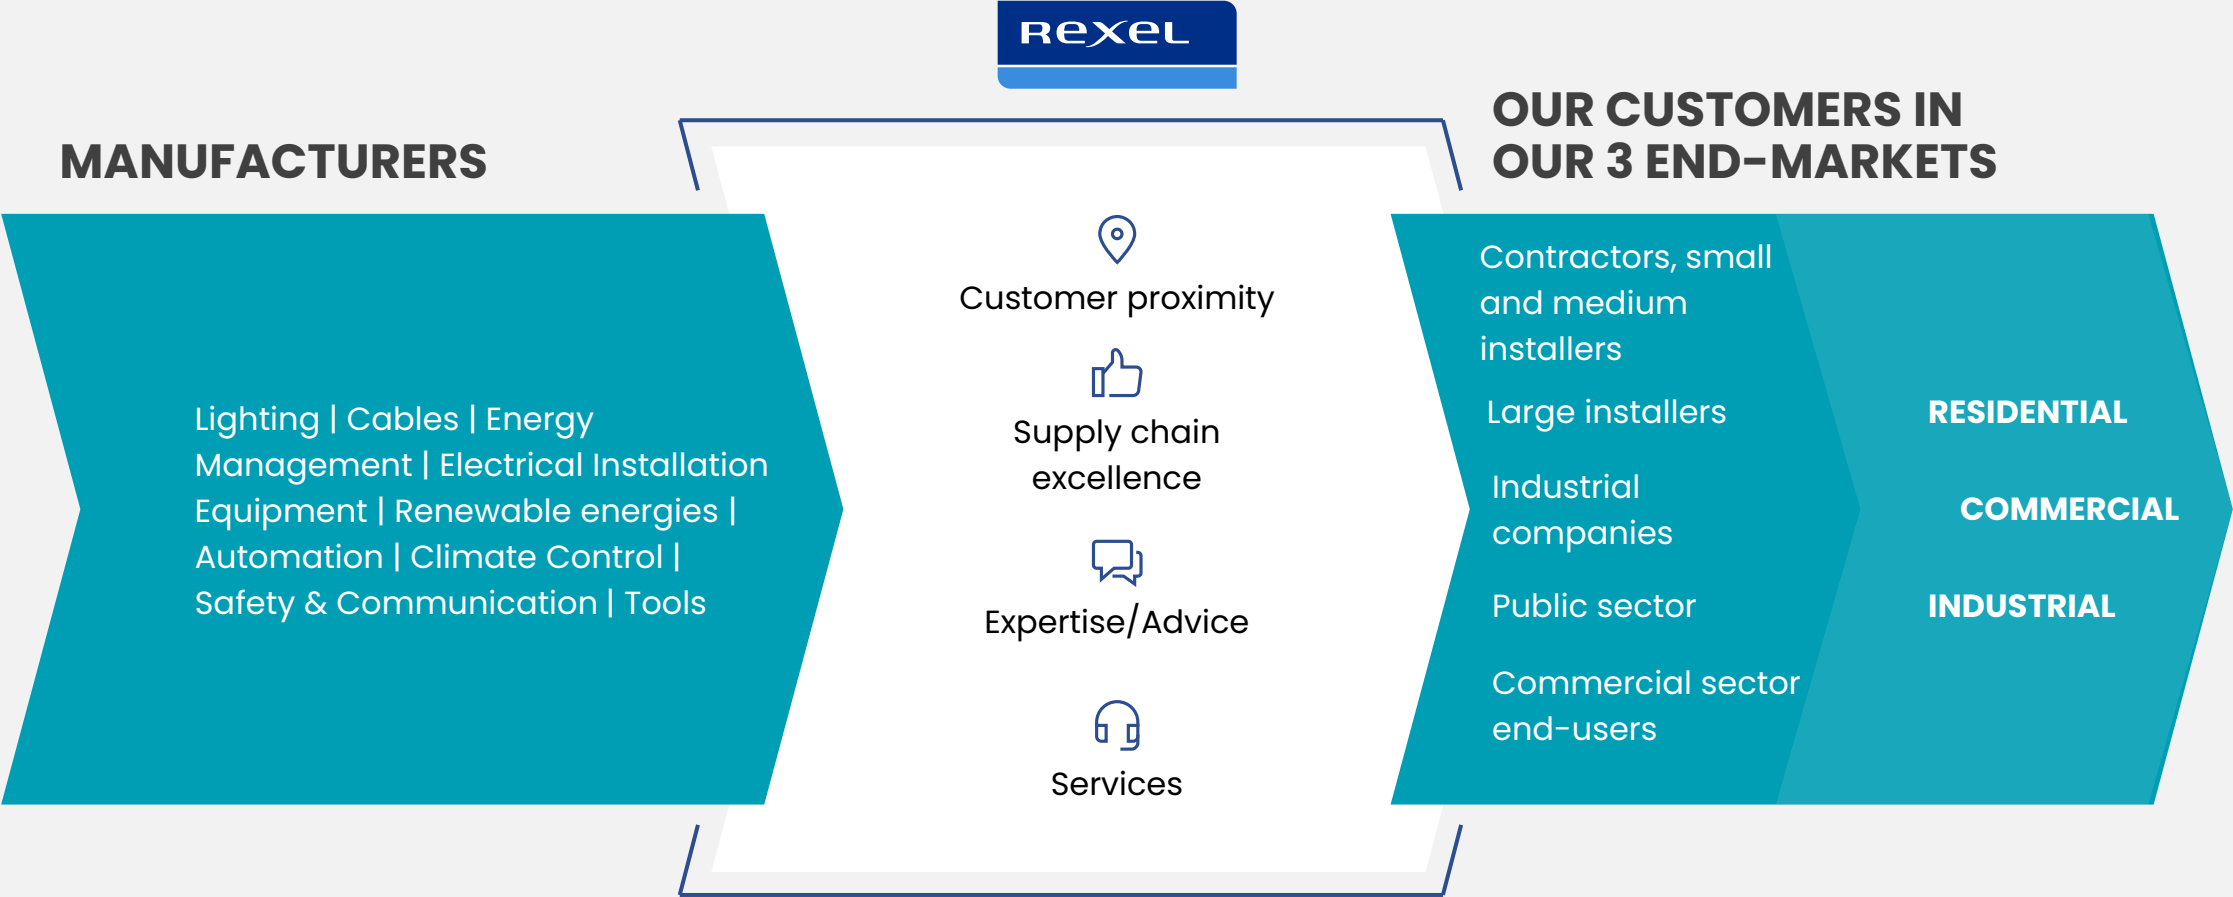 REXEL
MANUFACTURERS
Lighting | Cables | Energy
Management | Electrical Installation
Equipment | Renewable energies |
Automation | Climate Control |
Safety & Communication | Tools
Customer proximity
Supply chain
excellence
Expertise/Advice
Services
OUR CUSTOMERS IN
OUR 3 END-MARKETS
Contractors, small
and medium
installers
Large installers
Industrial
companies
Public sector
Commercial sector
end-users
RESIDENTIAL
COMMERCIAL
INDUSTRIAL